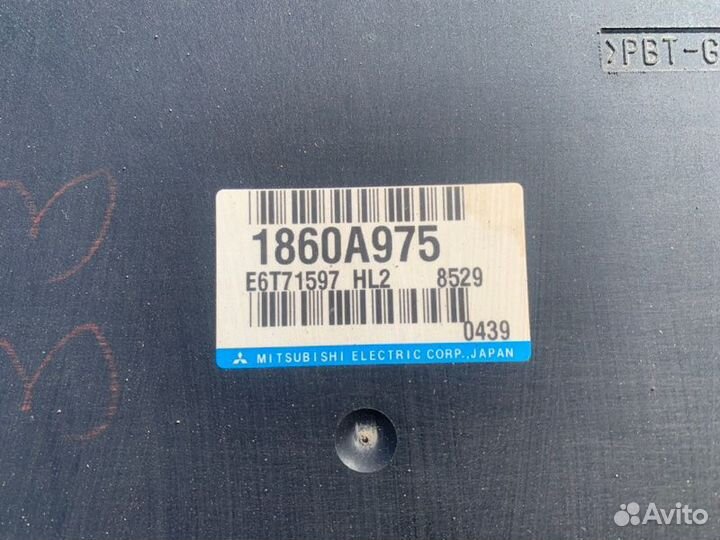 >PBT-G
1860A975
E6T71597 HL2 8529
0439
MITSUBISHI ELECTRIC CORP., JAPAN
Avito